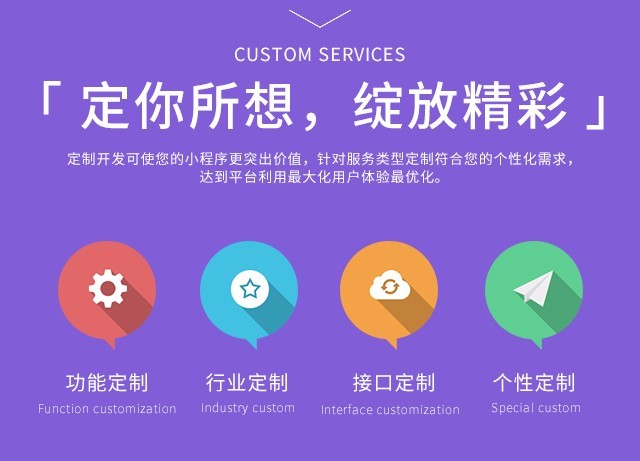 CUSTOM SERVICES
「 定你所想，绽放精彩 」
定制开发可使您的小程序更突出价值，针对服务类型定制符合您的个性化需求，
达到平台利用最大化用户体验最优化。
功能定制 行业定制 接口定制 个性定制
Function customization Industry custom Interface customization Special custom